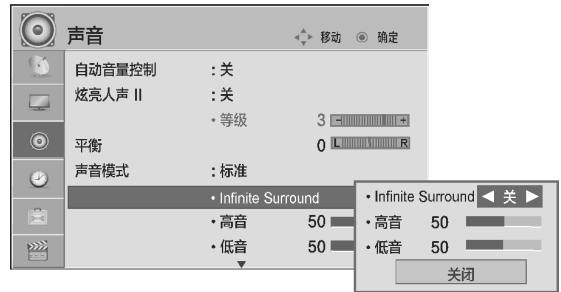 声音 移动 确定
自动音量控制 : 关
炫亮人声 II : 关
• 等级 3 - +
平衡 0 L R
声音模式 : 标准
• Infinite Surround
• 高音 50
• 低音 50
• Infinite Surround ◀ 关 ▶
• 高音 50
• 低音 50
关闭